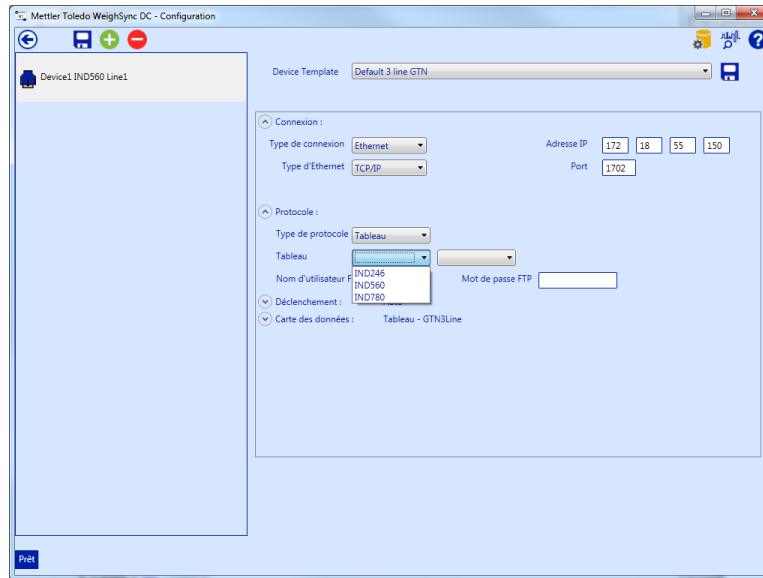 Mettler Toledo WeighSync DC - Configuration
Device1 IND560 Line1
Device Template Default 3 line GTN
Connexion :
Type de connexion Ethernet Adresse IP 172 18 55 150
Type d'Ethernet TCP/IP Port 1702
Protocole :
Type de protocole Tableau
Tableau
IND246
IND560
IND780
Nom d'utilisateur F Mot de passe FTP
Déclenchement :
Carte des données : Tableau - GTN3Line
Prêt